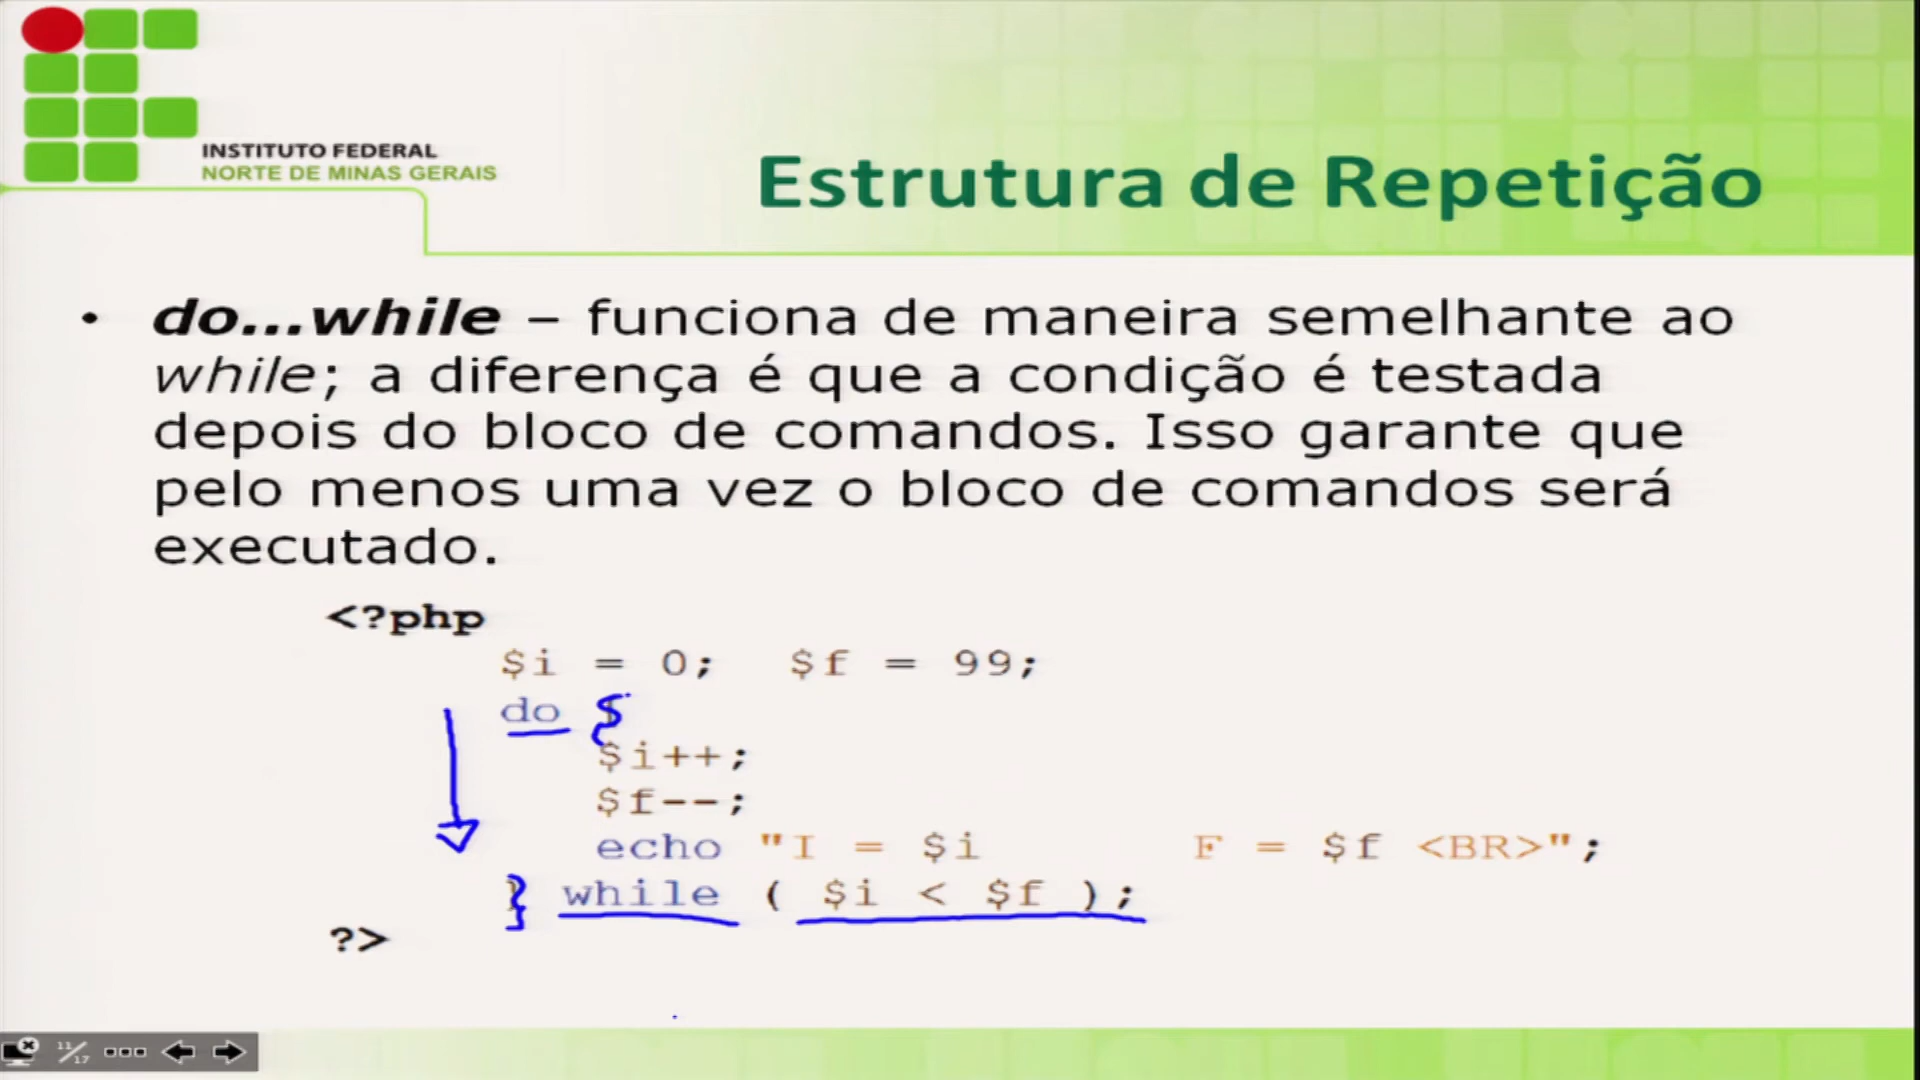 INSTITUTO FEDERAL
NORTE DE MINAS GERAIS
Estrutura de Repetição
• do...while – funciona de maneira semelhante ao
while; a diferença é que a condição é testada
depois do bloco de comandos. Isso garante que
pelo menos uma vez o bloco de comandos será
executado.
<?php
$i = 0; $f = 99;
do {
$i++;
$f--;
echo "I = $i F = $f <BR>";
} while ( $i < $f );
?>
11/17